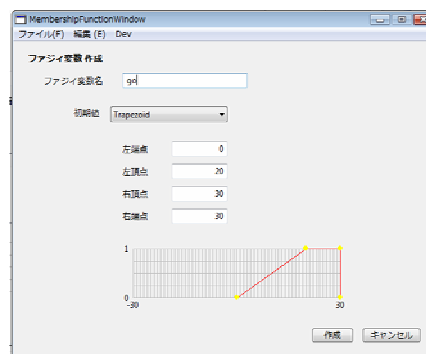 MembershipFunctionWindow
ファイル(F) 編集(E) Dev
ファジィ変数 作成
ファジィ変数名 go
初期値 Trapezoid
左端点 0
左頂点 20
右頂点 30
右端点 30
1
0
-30 30
作成 キャンセル